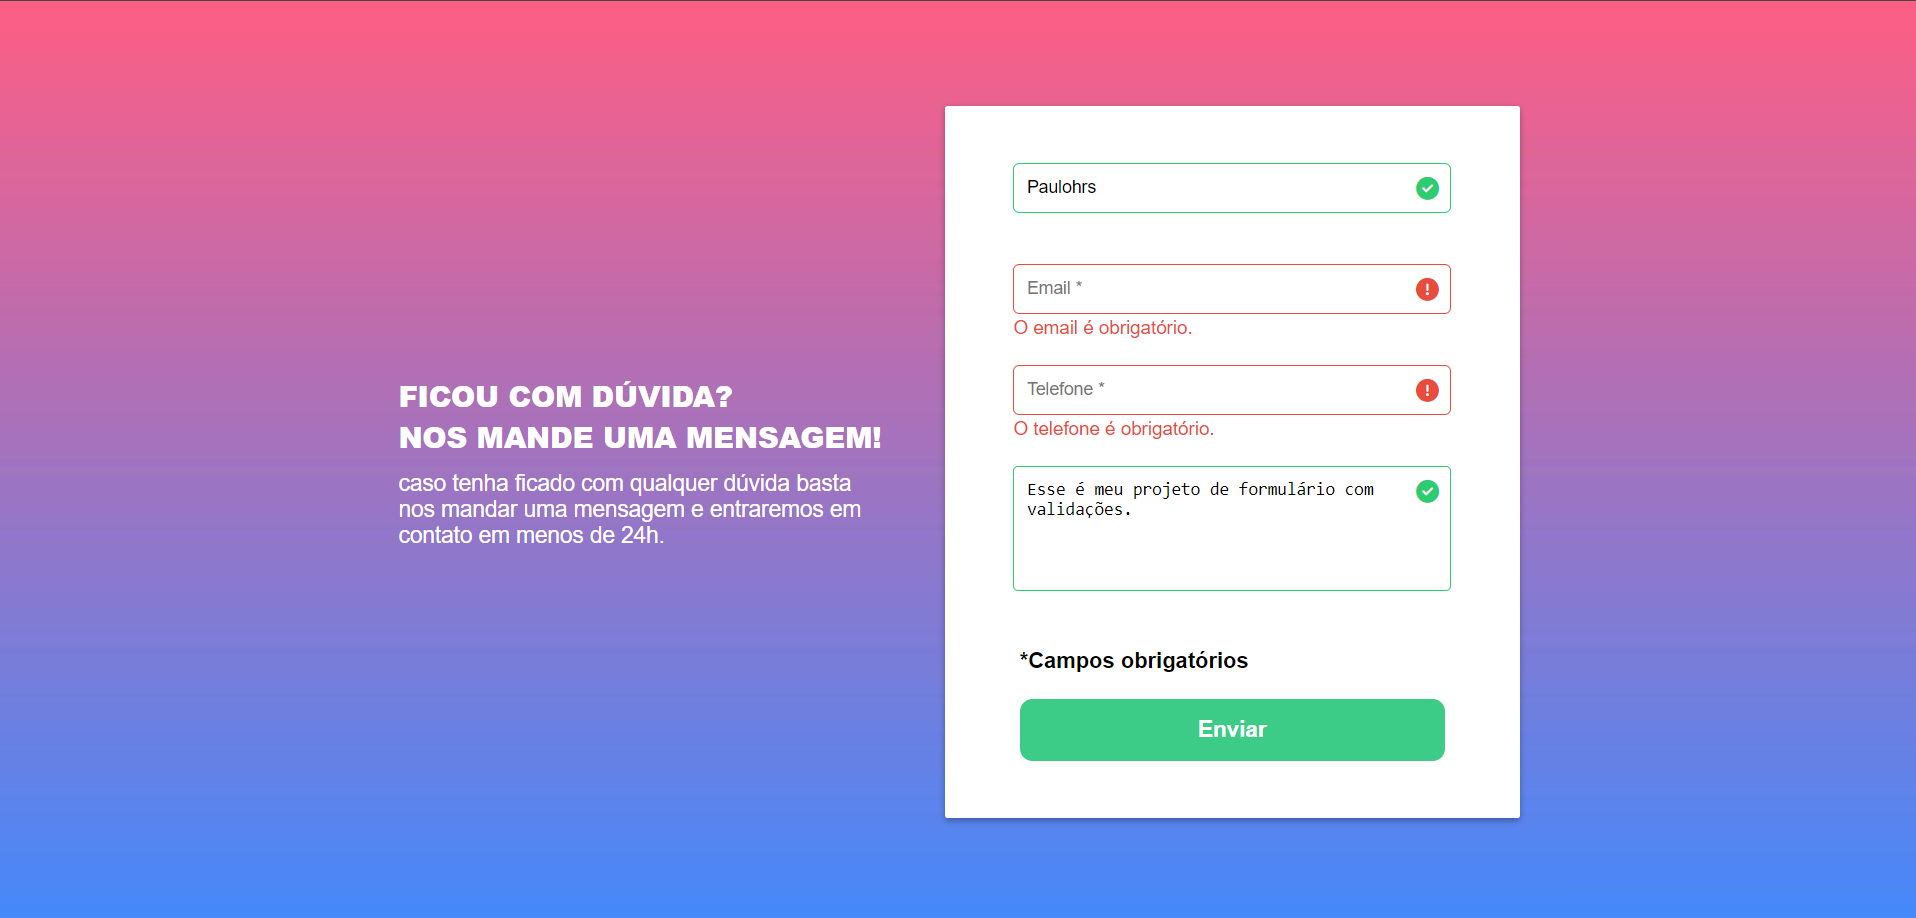 FICOU COM DÚVIDA?
NOS MANDE UMA MENSAGEM!
caso tenha ficado com qualquer dúvida basta
nos mandar uma mensagem e entraremos em
contato em menos de 24h.
Paulohrs
Email *
O email é obrigatório.
Telefone *
O telefone é obrigatório.
Esse é meu projeto de formulário com
validações.
*Campos obrigatórios
Enviar